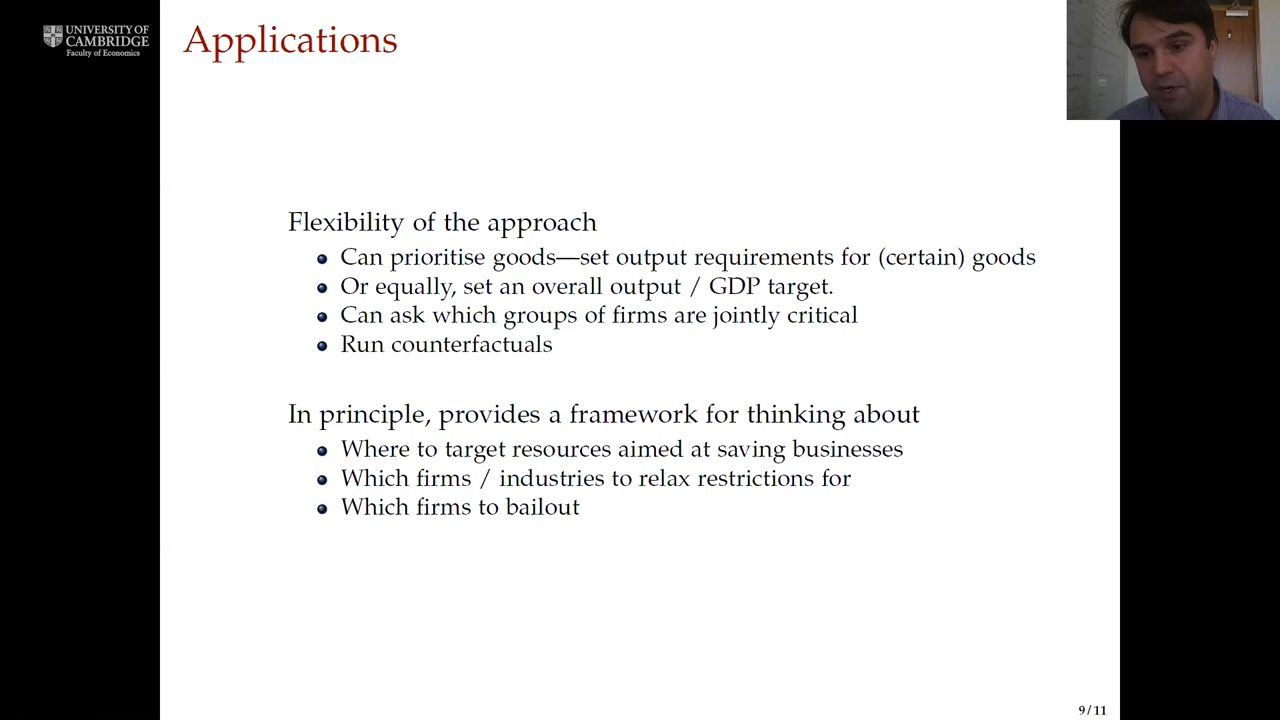 UNIVERSITY OF
CAMBRIDGE
Faculty of Economics
Applications
Flexibility of the approach
Can prioritise goods—set output requirements for (certain) goods
Or equally, set an overall output / GDP target.
Can ask which groups of firms are jointly critical
Run counterfactuals
In principle, provides a framework for thinking about
Where to target resources aimed at saving businesses
Which firms / industries to relax restrictions for
Which firms to bailout
9 / 11